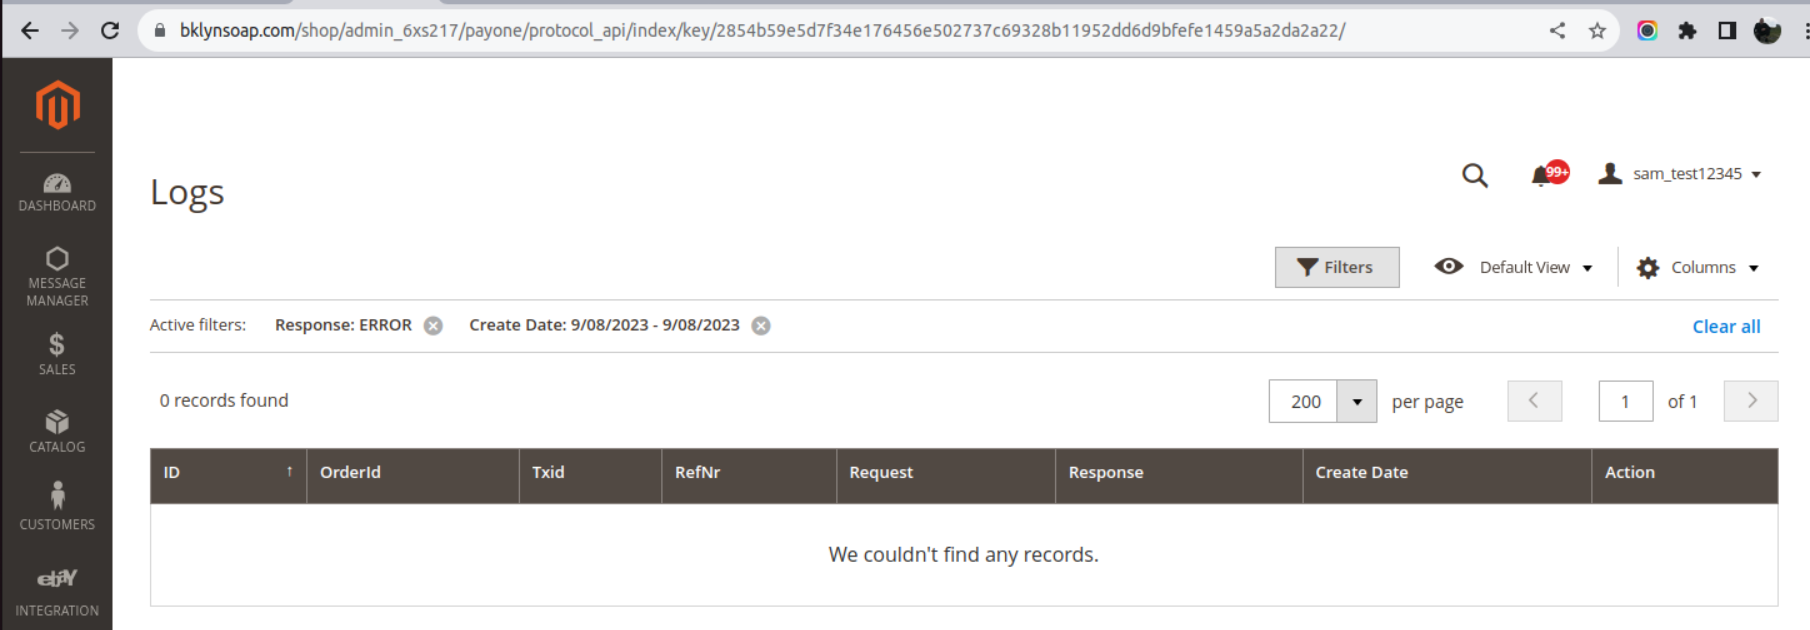 bklynsoap.com/shop/admin_6xs217/payone/protocol_api/index/key/2854b59e5d7f34e176456e502737c69328b11952dd6d9bfefe1459a5a2da2a22/
99+
sam_test12345
Logs
DASHBOARD
MESSAGE
MANAGER
Filters
Default View
Columns
Active filters:
Response: ERROR
Create Date: 9/08/2023 - 9/08/2023
Clear all
$
SALES
0 records found
200
per page
1
of 1
CATALOG
ID ↑ OrderId Txid RefNr Request Response Create Date Action
CUSTOMERS
We couldn't find any records.
ebay
INTEGRATION